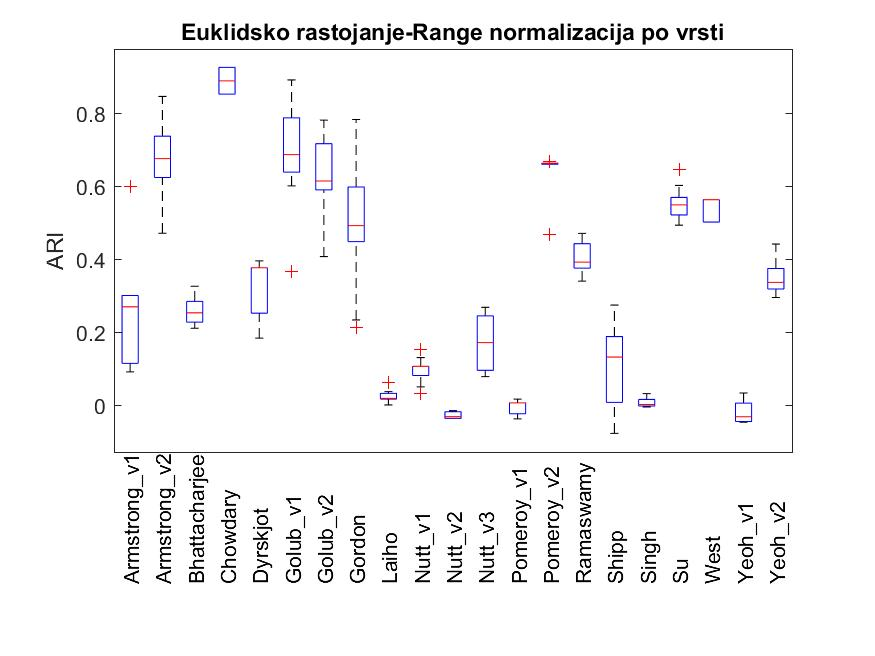 Euklidsko rastojanje-Range normalizacija po vrsti
ARI
0.8
0.6
0.4
0.2
0
Armstrong_v1
Armstrong_v2
Bhattacharjee
Chowdary
Dyrskjot
Golub_v1
Golub_v2
Gordon
Laiho
Nutt_v1
Nutt_v2
Nutt_v3
Pomeroy_v1
Pomeroy_v2
Ramaswamy
Shipp
Singh
Su
West
Yeoh_v1
Yeoh_v2